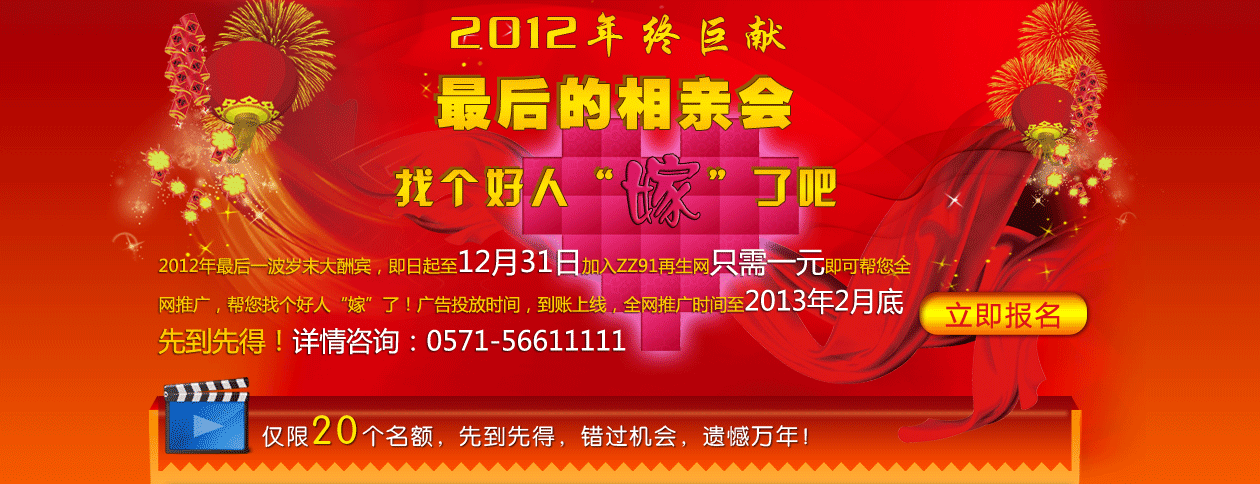 2012年终巨献
最后的相亲会
找个好人“嫁”了吧
2012年最后一波岁末大酬宾，即日起至12月31日加入ZZ91再生网只需一元即可帮您全
网推广，帮您找个好人“嫁”了！广告投放时间，到账上线，全网推广时间至2013年2月底
先到先得！详情咨询：0571-56611111
立即报名
仅限20个名额，先到先得，错过机会，遗憾万年！